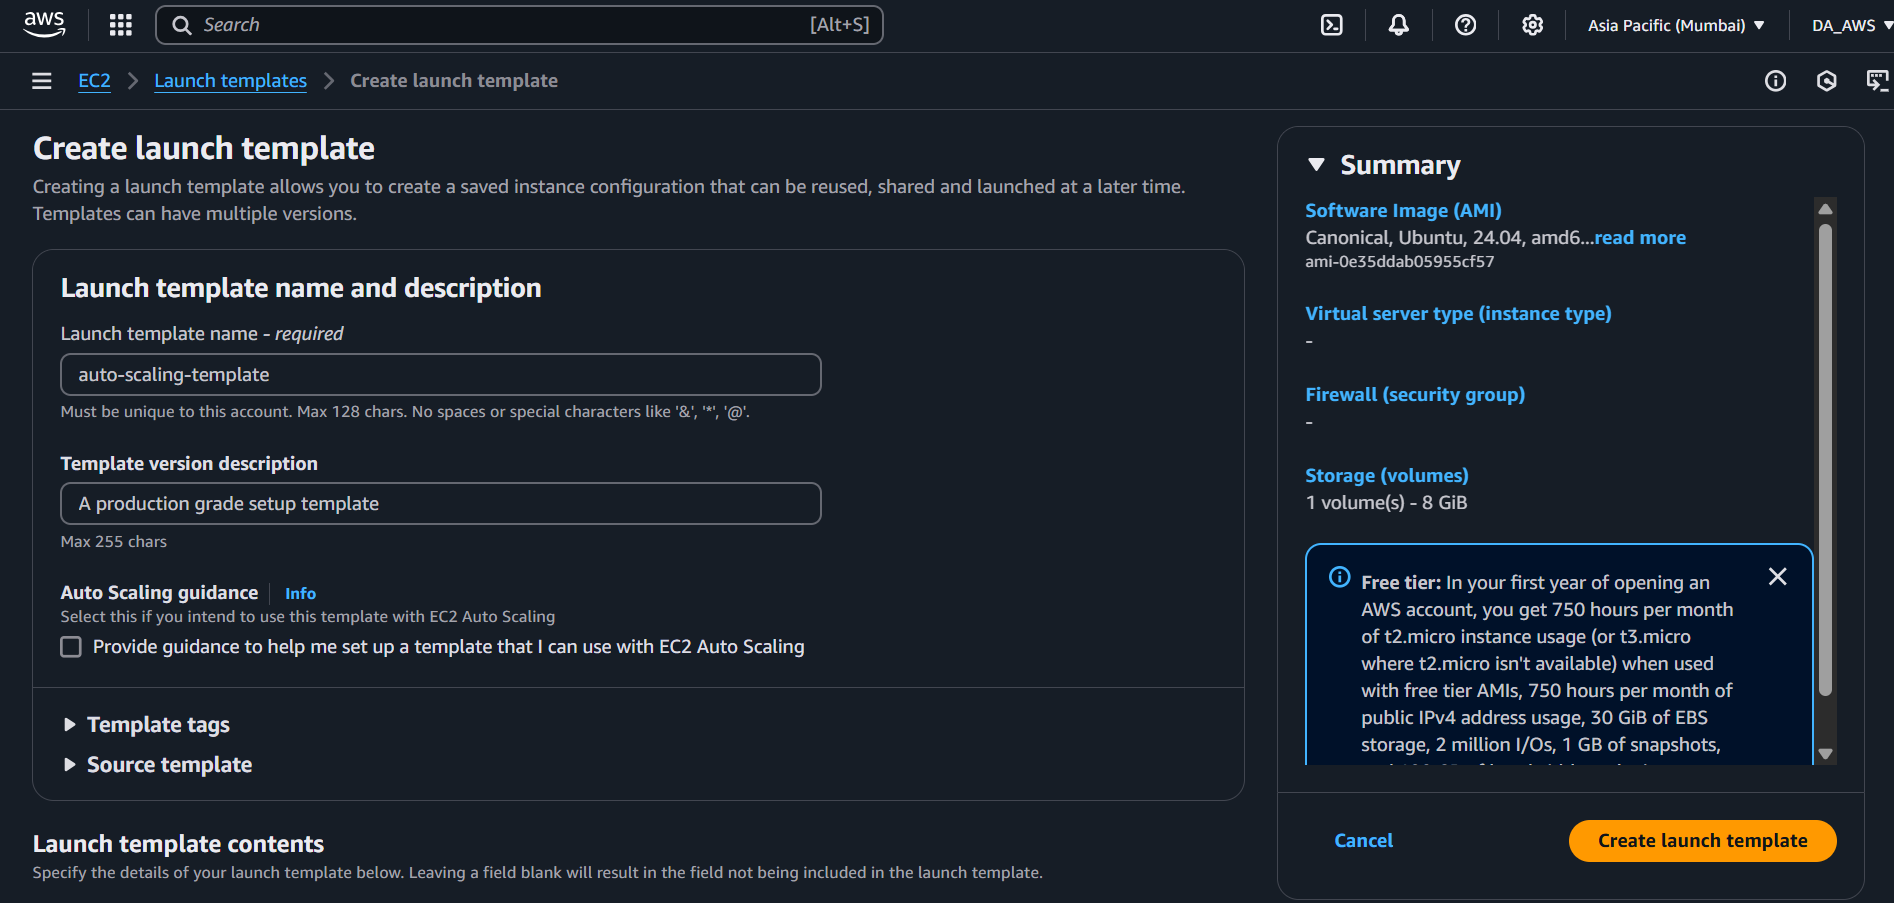 aws
Search
[Alt+S]
Asia Pacific (Mumbai)
DA_AWS
EC2
Launch templates
Create launch template
Create launch template
Creating a launch template allows you to create a saved instance configuration that can be reused, shared and launched at a later time.
Templates can have multiple versions.
Launch template name and description
Launch template name - required
auto-scaling-template
Must be unique to this account. Max 128 chars. No spaces or special characters like '&', '*', '@'.
Template version description
A production grade setup template
Max 255 chars
Auto Scaling guidance
Info
Select this if you intend to use this template with EC2 Auto Scaling
Provide guidance to help me set up a template that I can use with EC2 Auto Scaling
Template tags
Source template
Launch template contents
Specify the details of your launch template below. Leaving a field blank will result in the field not being included in the launch template.
Summary
Software Image (AMI)
Canonical, Ubuntu, 24.04, amd6...read more
ami-0e35ddab05955cf57
Virtual server type (instance type)
-
Firewall (security group)
-
Storage (volumes)
1 volume(s) - 8 GiB
Free tier: In your first year of opening an
AWS account, you get 750 hours per month
of t2.micro instance usage (or t3.micro
where t2.micro isn't available) when used
with free tier AMIs, 750 hours per month of
public IPv4 address usage, 30 GiB of EBS
storage, 2 million I/Os, 1 GB of snapshots,
Cancel
Create launch template